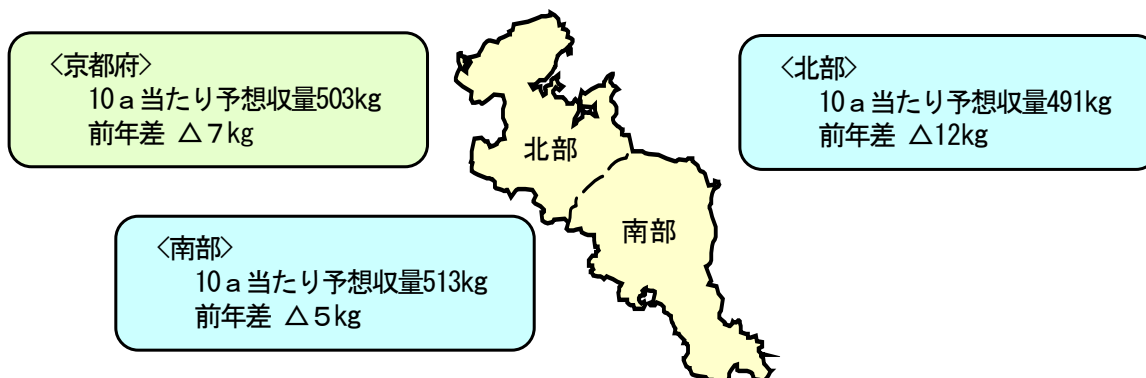 〈京都府〉
10ａ当たり予想収量503kg
前年差 △７kg
〈北部〉
10ａ当たり予想収量491kg
前年差 △12kg
北部
南部
〈南部〉
10ａ当たり予想収量513kg
前年差 △５kg